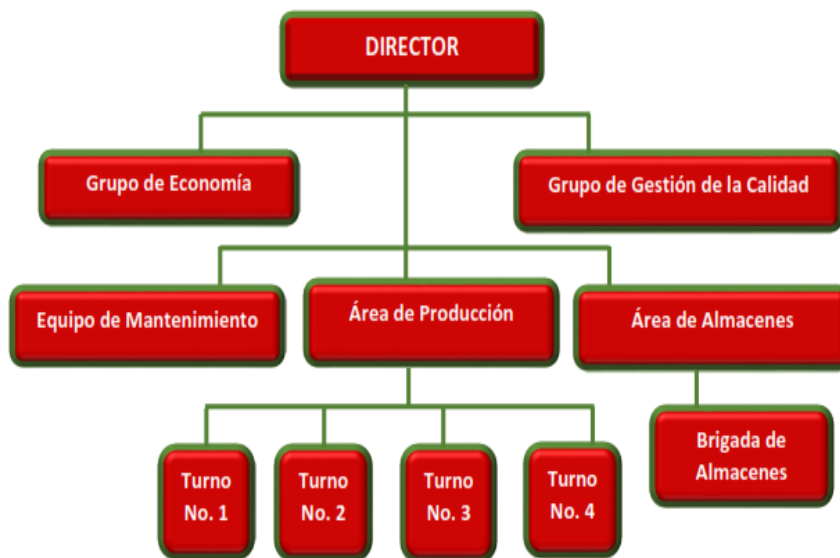 DIRECTOR
Grupo de Economía
Grupo de Gestión de la Calidad
Equipo de Mantenimiento
Área de Producción
Área de Almacenes
Turno
No. 1
Turno
No. 2
Turno
No. 3
Turno
No. 4
Brigada de
Almacenes